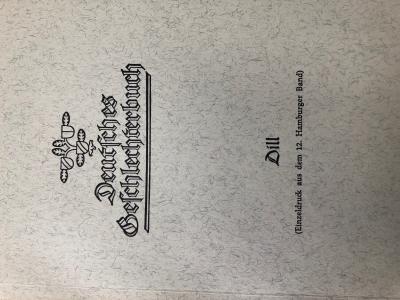 Deutsches
Geschlechterbuch
Dill
(Einzeldruck aus dem 12. Hamburger Band)